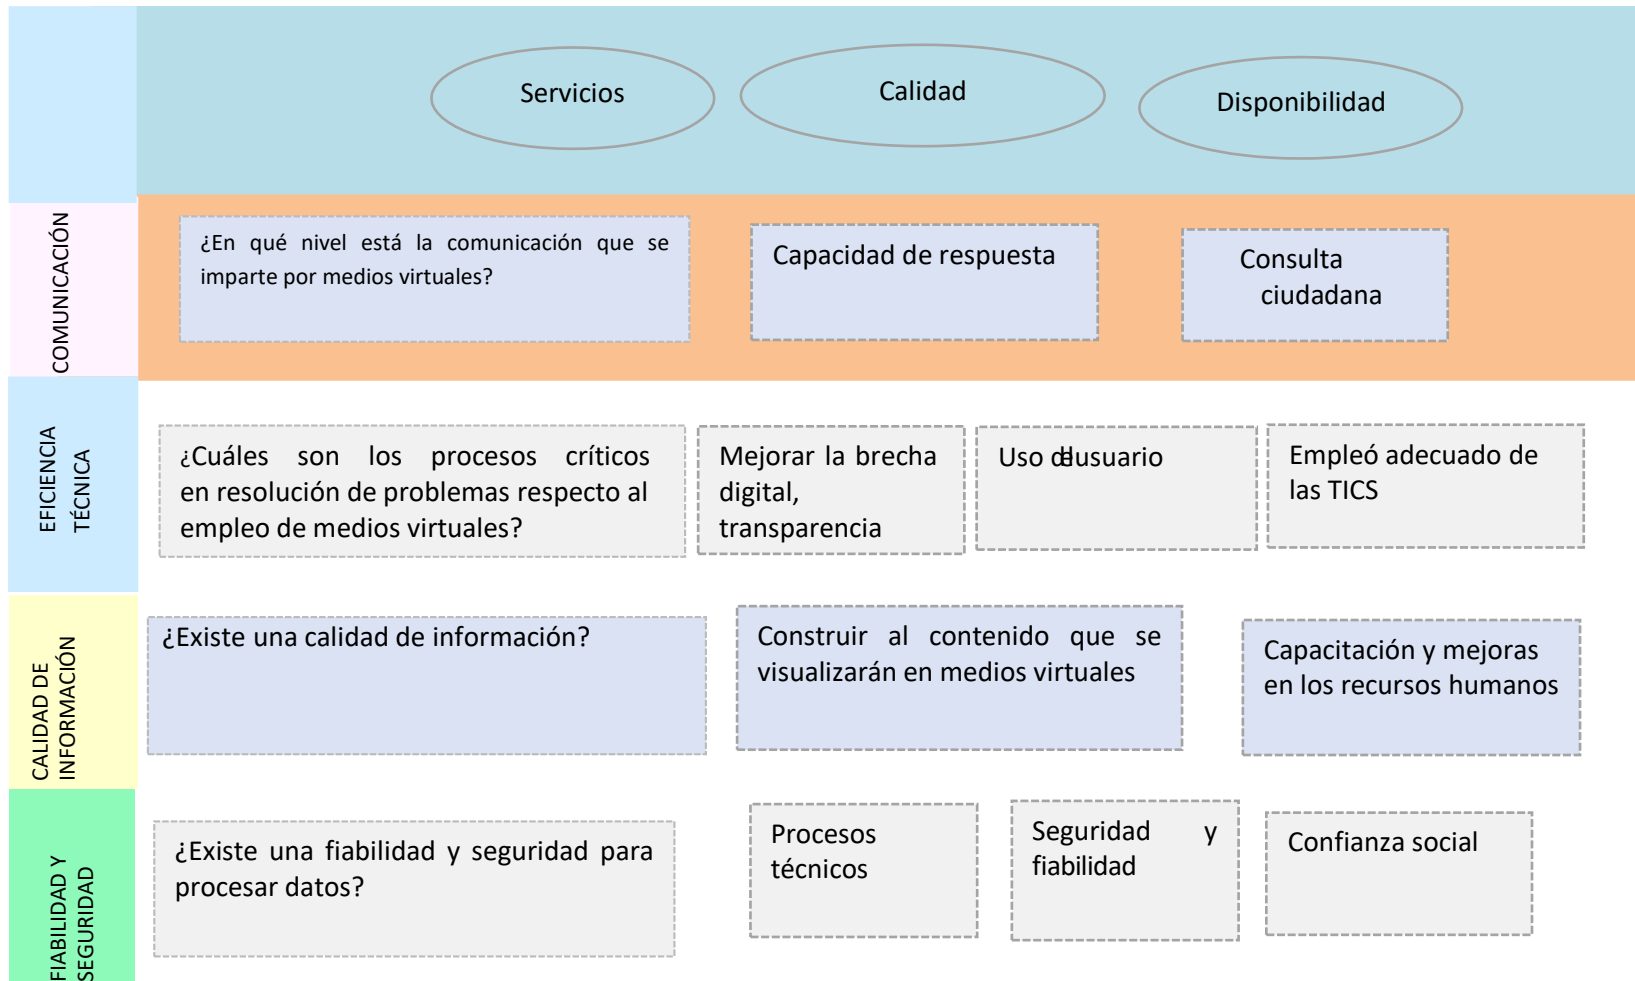 Servicios
Calidad
Disponibilidad
COMUNICACIÓN
¿En qué nivel está la comunicación que se
imparte por medios virtuales?
Capacidad de respuesta
Consulta
ciudadana
EFICIENCIA
TÉCNICA
¿Cuáles son los procesos críticos
en resolución de problemas respecto al
empleo de medios virtuales?
Mejorar la brecha
digital,
transparencia
Uso del usuario
Empleó adecuado de
las TICS
CALIDAD DE
INFORMACIÓN
¿Existe una calidad de información?
Construir al contenido que se
visualizarán en medios virtuales
Capacitación y mejoras
en los recursos humanos
FIABILIDAD Y
SEGURIDAD
¿Existe una fiabilidad y seguridad para
procesar datos?
Procesos
técnicos
Seguridad y
fiabilidad
Confianza social